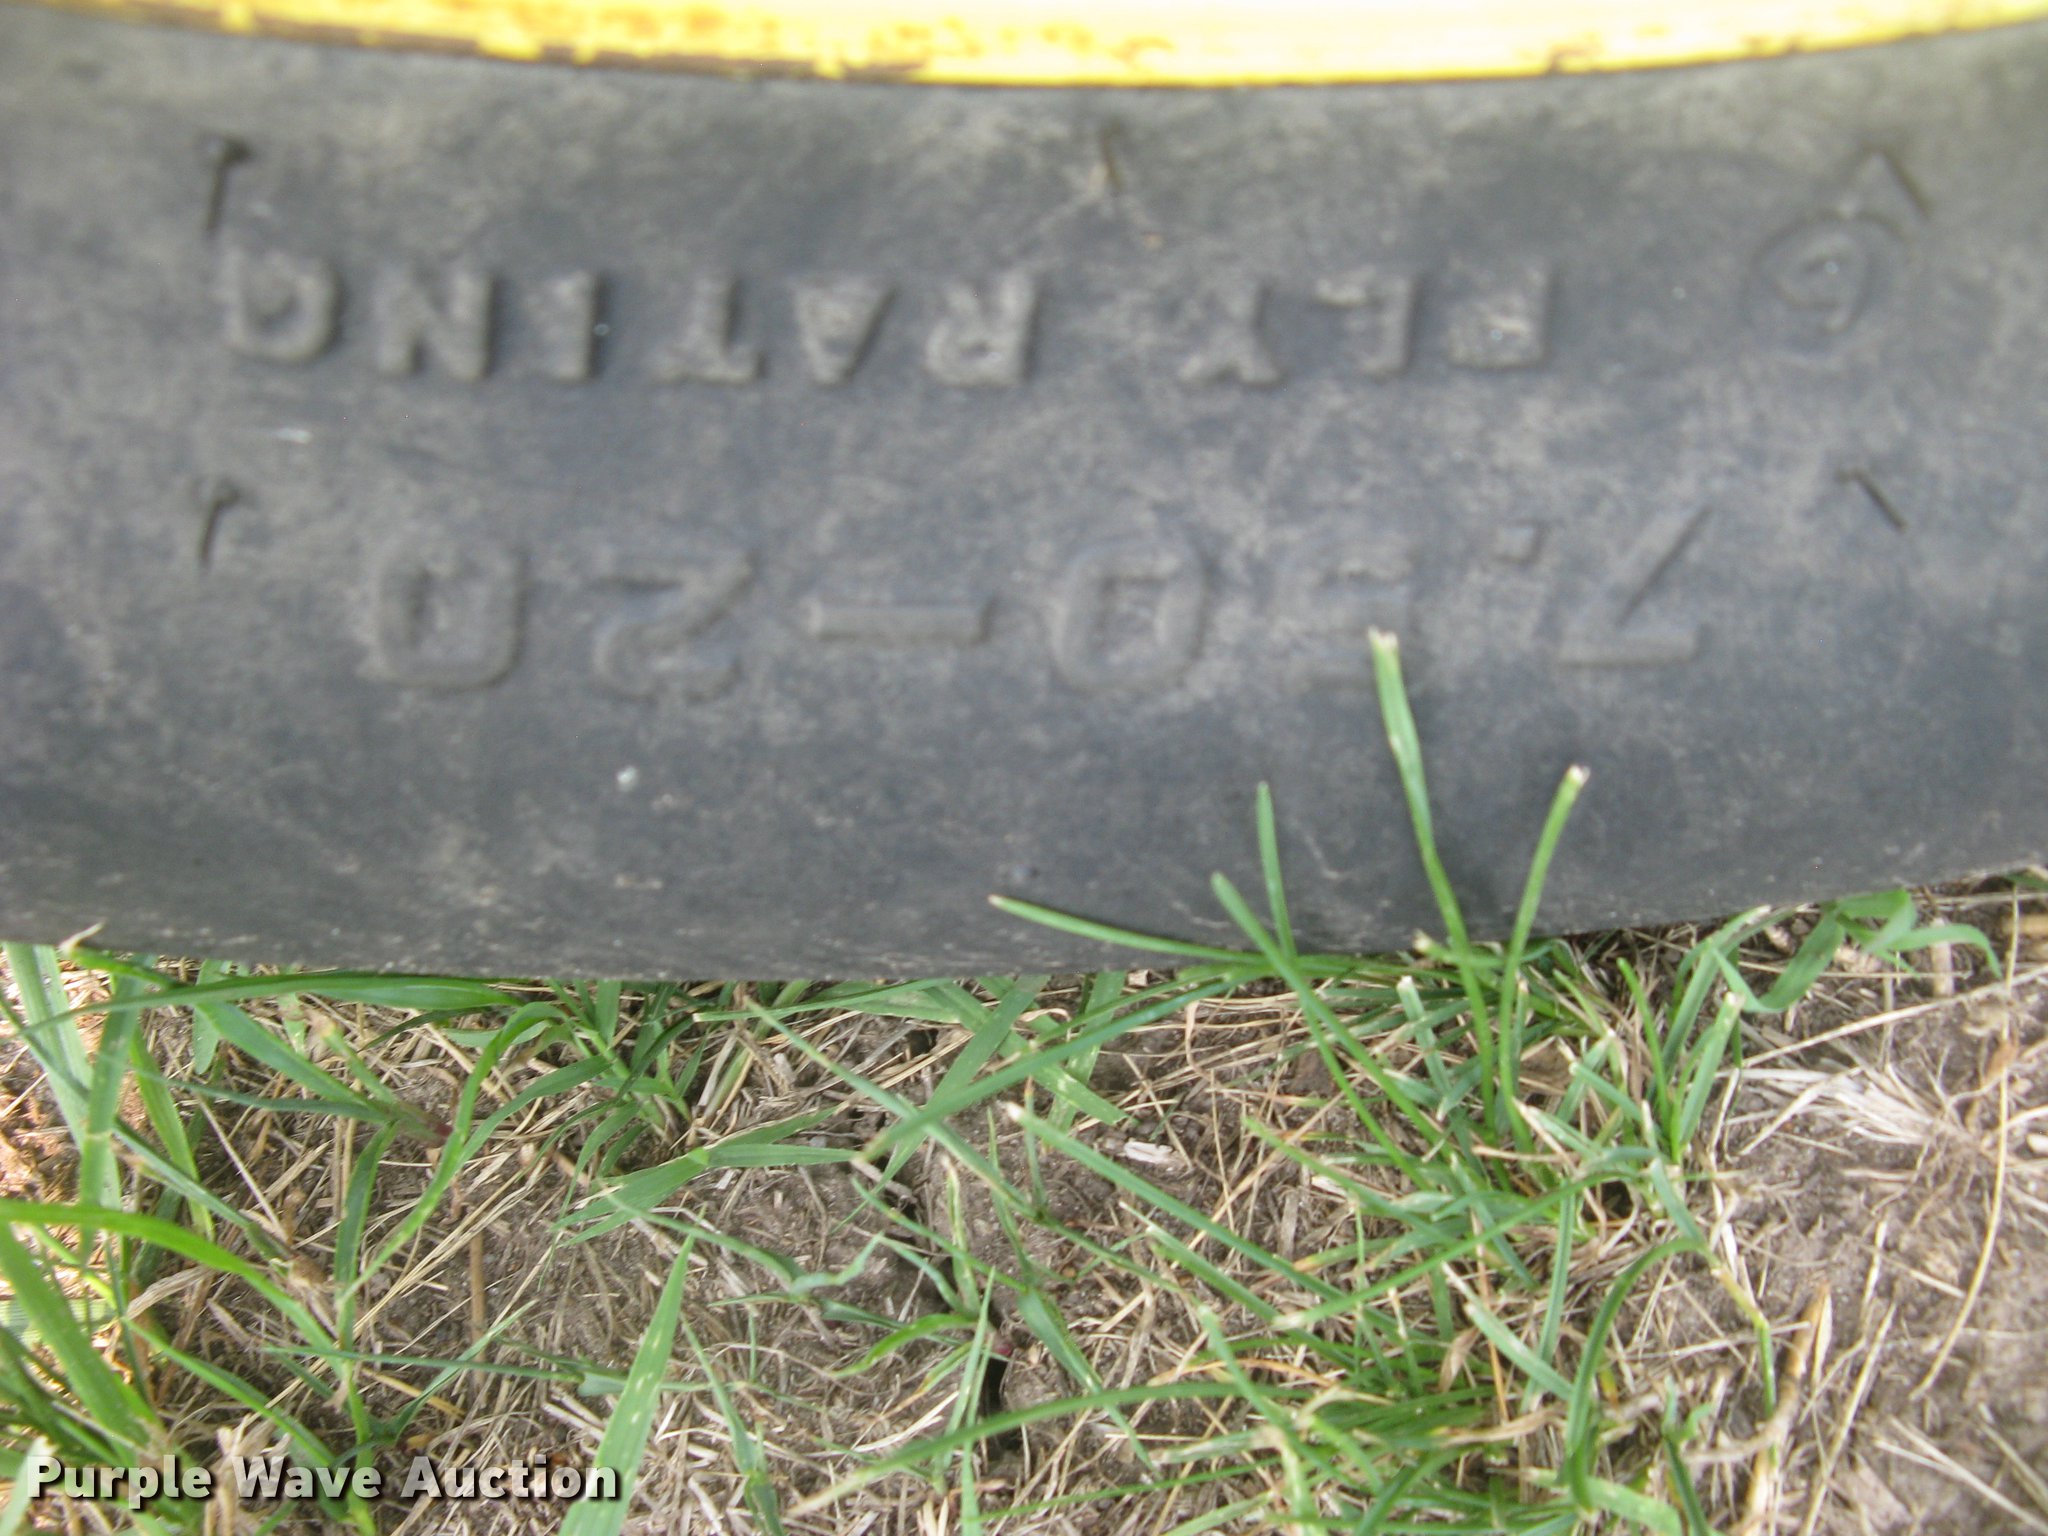 7.50-20
6 PLY RATING
Purple Wave Auction